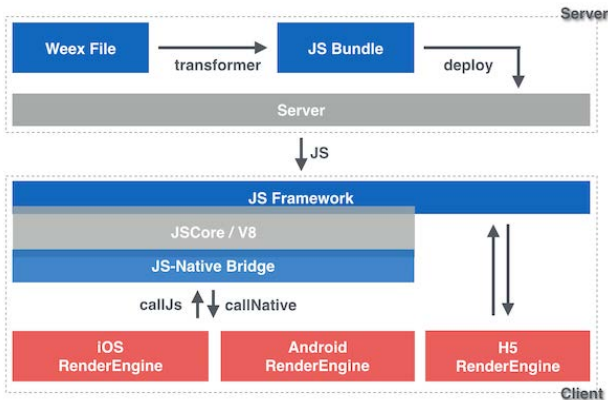 Server
Weex File
transformer
JS Bundle
deploy
Server
JS
JS Framework
JSCore / V8
JS-Native Bridge
callJs
callNative
iOS
RenderEngine
Android
RenderEngine
H5
RenderEngine
Client